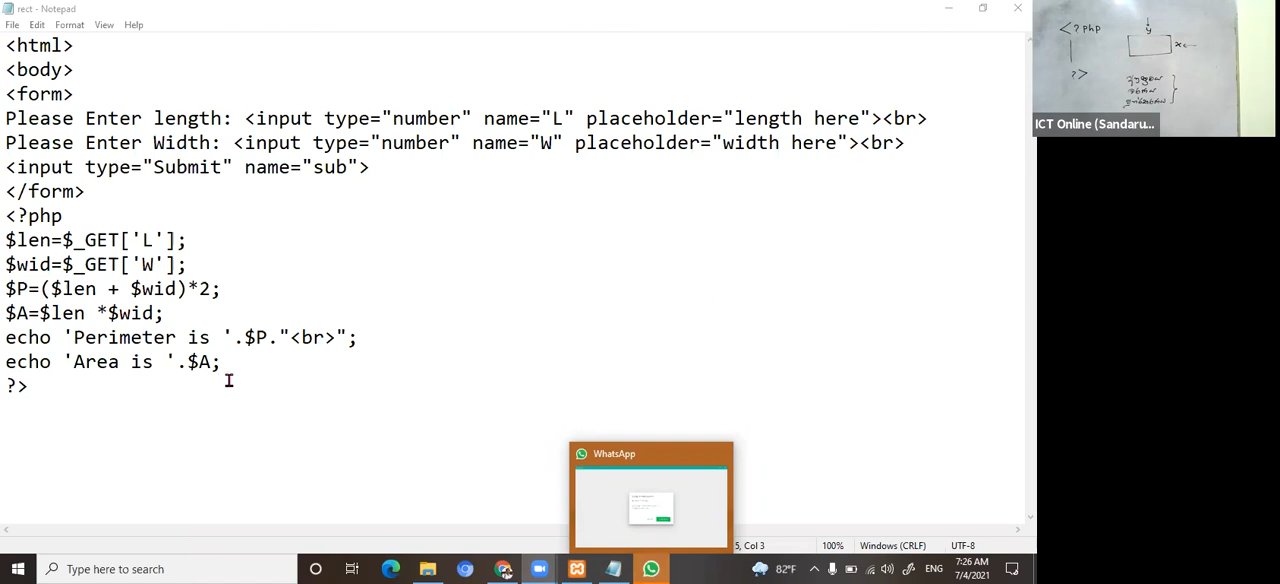 rect - Notepad
File Edit Format View Help
<html>
<body>
<form>
Please Enter length: <input type="number" name="L" placeholder="length here"><br>
Please Enter Width: <input type="number" name="W" placeholder="width here"><br>
<input type="Submit" name="sub">
</form>
<?php
$len=$_GET['L'];
$wid=$_GET['W'];
$P=($len + $wid)*2;
$A=$len *$wid;
echo 'Perimeter is '.$P."<br>";
echo 'Area is '.$A;
?>
<? php
?>
y
x
ICT Online (Sandaru...
WhatsApp
5, Col 3
100%
Windows (CRLF)
UTF-8
Type here to search
82°F
ENG
7:26 AM
7/4/2021